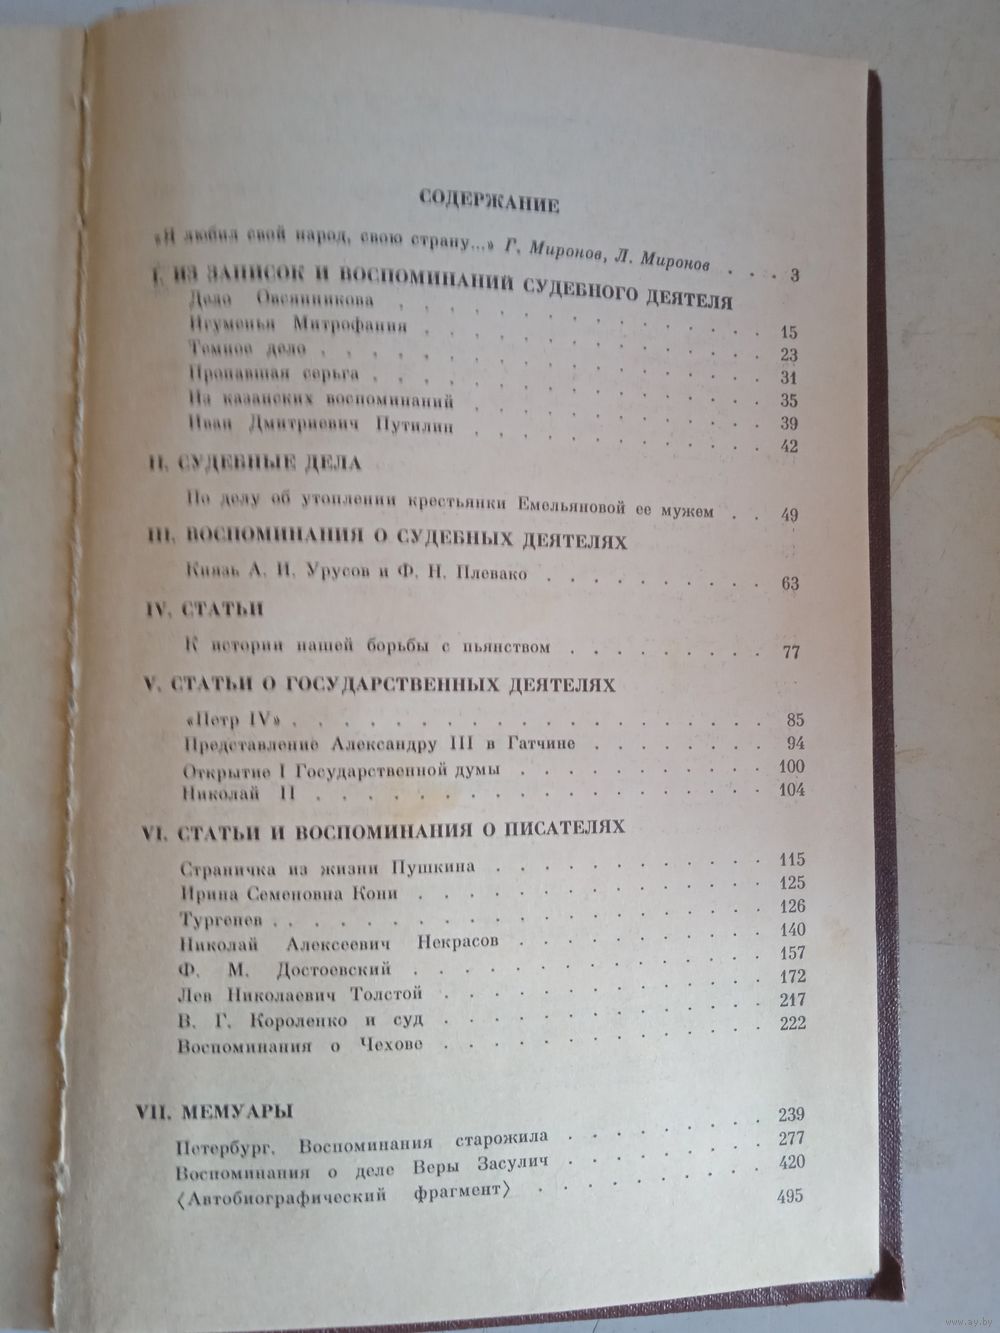 СОДЕРЖАНИЕ
«Я любил свой народ, свою страну...» Г. Миронов, Л. Миронов . . . 3
I. ИЗ ЗАПИСОК И ВОСПОМИНАНИЙ СУДЕБНОГО ДЕЯТЕЛЯ
Дело Овсянникова . . . . . . . . . . . . . . . 15
Игуменья Митрофания . . . . . . . . . . . . . . 23
Темное дело . . . . . . . . . . . . . . . . . . 31
Пропавшая серьга . . . . . . . . . . . . . . . . 35
Из казанских воспоминаний . . . . . . . . . . . . 39
Иван Дмитриевич Путилин . . . . . . . . . . . . 42
II. СУДЕБНЫЕ ДЕЛА
По делу об утоплении крестьянки Емельяновой ее мужем . . 49
III. ВОСПОМИНАНИЯ О СУДЕБНЫХ ДЕЯТЕЛЯХ
Князь А. И. Урусов и Ф. Н. Плевако . . . . . . . . . 63
IV. СТАТЬИ
К истории нашей борьбы с пьянством . . . . . . . . 77
V. СТАТЬИ О ГОСУДАРСТВЕННЫХ ДЕЯТЕЛЯХ
«Петр IV» . . . . . . . . . . . . . . . . . . . 85
Представление Александру III в Гатчине . . . . . . . 94
Открытие I Государственной думы . . . . . . . . . . 100
Николай II . . . . . . . . . . . . . . . . . . 104
VI. СТАТЬИ И ВОСПОМИНАНИЯ О ПИСАТЕЛЯХ
Страничка из жизни Пушкина . . . . . . . . . . . 115
Ирина Семеновна Кони . . . . . . . . . . . . . . 125
Тургенев . . . . . . . . . . . . . . . . . . . 126
Николай Алексеевич Некрасов . . . . . . . . . . 140
Ф. М. Достоевский . . . . . . . . . . . . . . 157
Лев Николаевич Толстой . . . . . . . . . . . . . 172
В. Г. Короленко и суд . . . . . . . . . . . . . 217
Воспоминания о Чехове . . . . . . . . . . . . . 222
VII. МЕМУАРЫ
Петербург. Воспоминания старожила . . . . . . . . 239
Воспоминания о деле Веры Засулич . . . . . . . . 277
〈Автобиографический фрагмент〉 . . . . . . . . . 420
495
www.ay.by